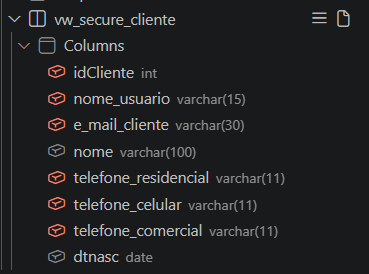 vw_secure_cliente
Columns
idCliente int
nome_usuario varchar(15)
e_mail_cliente varchar(30)
nome varchar(100)
telefone_residencial varchar(11)
telefone_celular varchar(11)
telefone_comercial varchar(11)
dtnasc date